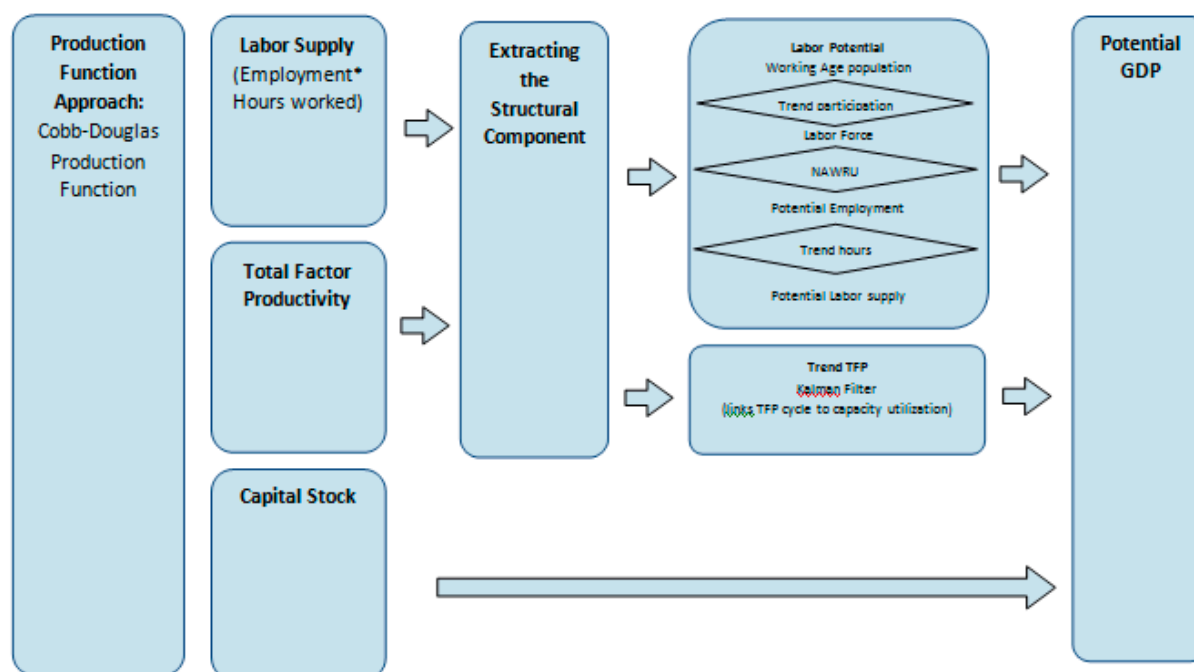 Production
Function
Approach:
Cobb-Douglas
Production
Function
Labor Supply
(Employment*
Hours worked)
Total Factor
Productivity
Capital Stock
Extracting
the
Structural
Component
Labor Potential
Working Age population
Trend participation
Labor Force
NAWRU
Potential Employment
Trend hours
Potential Labor supply
Trend TFP
Kalman Filter
(links TFP cycle to capacity utilization)
Potential
GDP